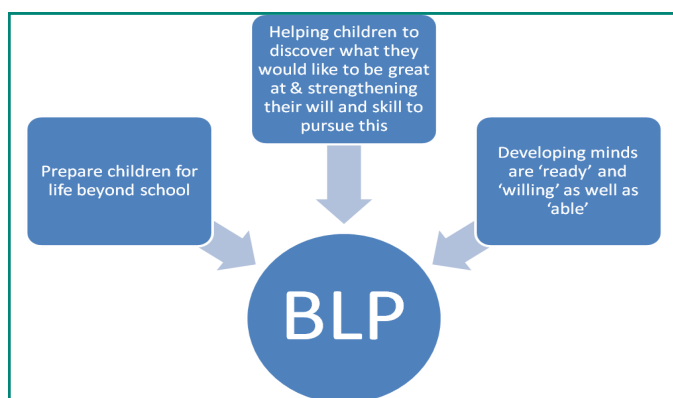 Helping children to
discover what they
would like to be great
at & strengthening
their will and skill to
pursue this
Prepare children for
life beyond school
Developing minds
are ‘ready’ and
‘willing’ as well as
‘able’
BLP